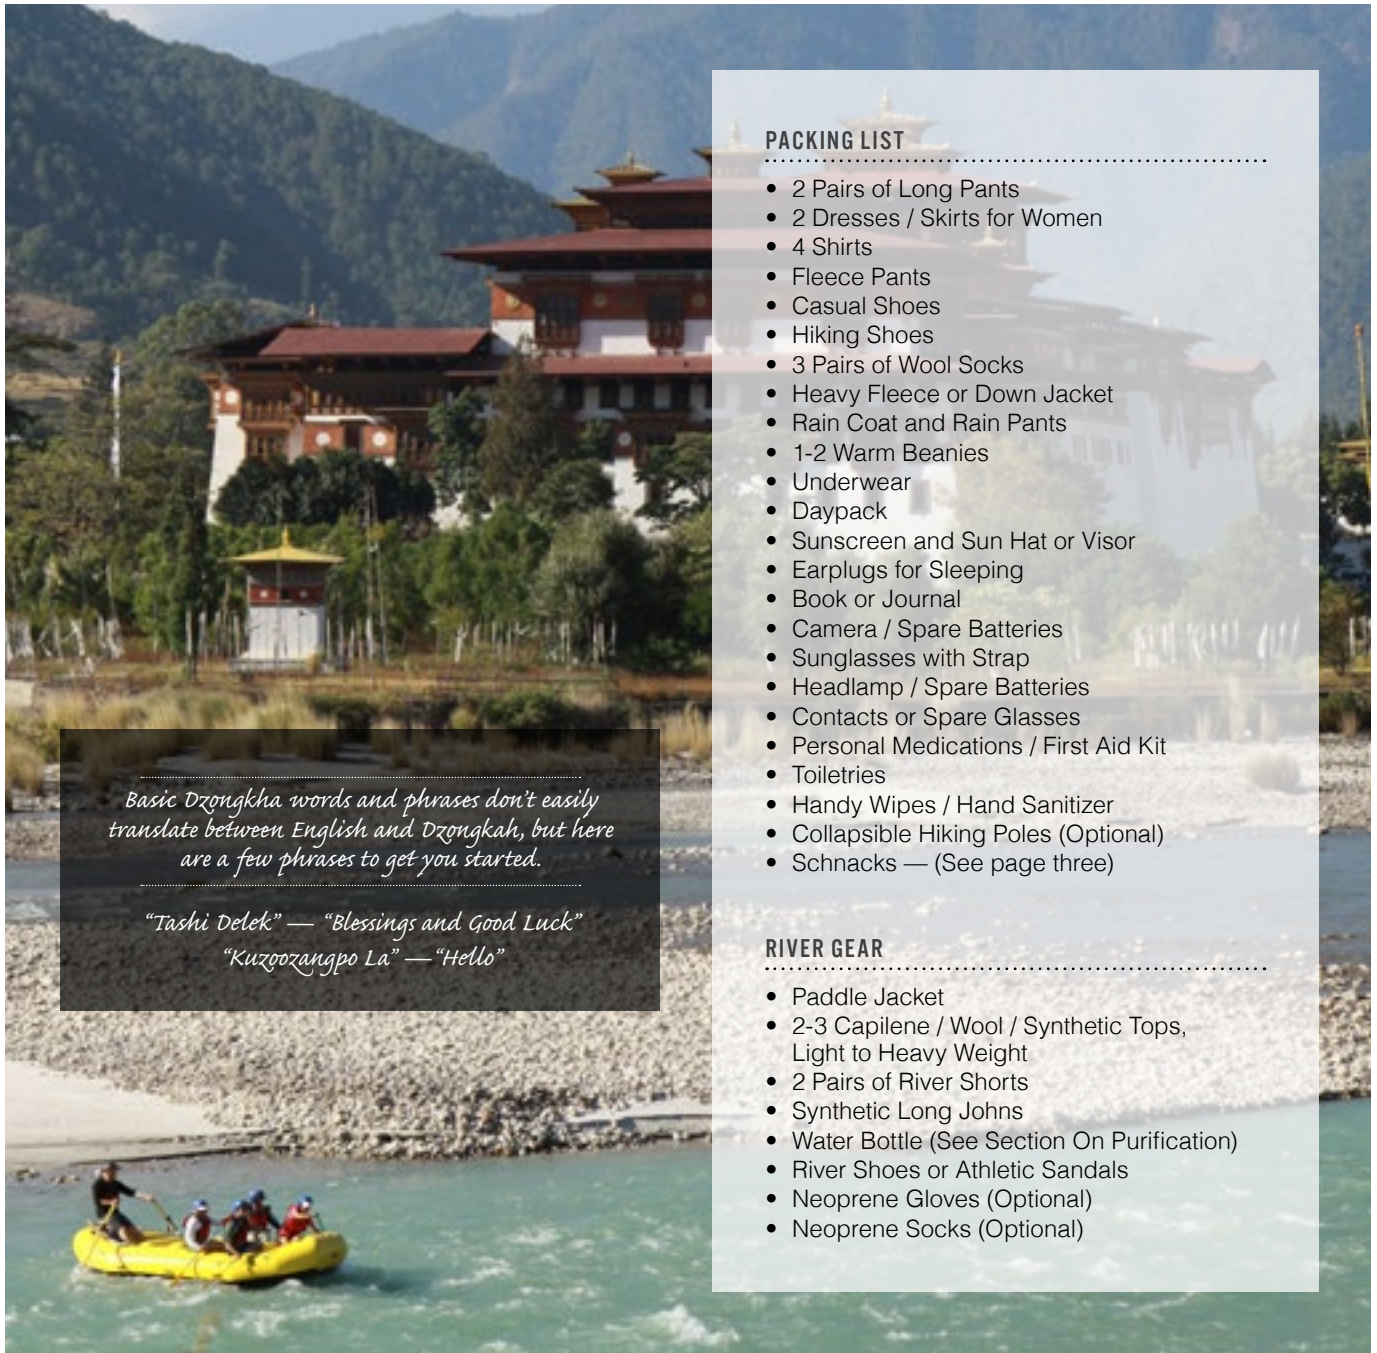 PACKING LIST
• 2 Pairs of Long Pants
• 2 Dresses / Skirts for Women
• 4 Shirts
• Fleece Pants
• Casual Shoes
• Hiking Shoes
• 3 Pairs of Wool Socks
• Heavy Fleece or Down Jacket
• Rain Coat and Rain Pants
• 1-2 Warm Beanies
• Underwear
• Daypack
• Sunscreen and Sun Hat or Visor
• Earplugs for Sleeping
• Book or Journal
• Camera / Spare Batteries
• Sunglasses with Strap
• Headlamp / Spare Batteries
• Contacts or Spare Glasses
• Personal Medications / First Aid Kit
• Toiletries
• Handy Wipes / Hand Sanitizer
• Collapsible Hiking Poles (Optional)
• Schnacks — (See page three)
RIVER GEAR
• Paddle Jacket
• 2-3 Capilene / Wool / Synthetic Tops,
Light to Heavy Weight
• 2 Pairs of River Shorts
• Synthetic Long Johns
• Water Bottle (See Section On Purification)
• River Shoes or Athletic Sandals
• Neoprene Gloves (Optional)
• Neoprene Socks (Optional)
Basic Dzongkha words and phrases don't easily
translate between English and Dzongkah, but here
are a few phrases to get you started.
“Tashi Delek” — “Blessings and Good Luck”
“Kuzoozangpo La” — “Hello”